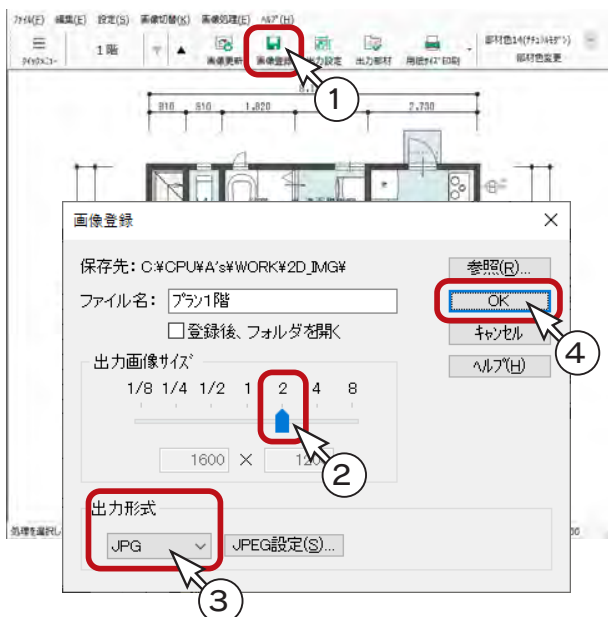 ファイル(F) 編集(E) 設定(S) 画像切替(K) 画像処理(E) ヘルプ(H)
1階 ▼ ▲ 画像更新 画像登録 出力設定 出力部材 用紙サイズ印刷 部材色変更
910 910 1,820 2,730
1
画像登録
保存先: C:¥CPU¥A's¥WORK¥2D_IMG¥
参照(R)...
ファイル名: プラン1階
OK
登録後、フォルダを開く
キャンセル
4
出力画像サイズ
ヘルプ(H)
1/8 1/4 1/2 1 2 4 8
1600 × 1200
2
出力形式
JPG JPEG設定(S)...
3